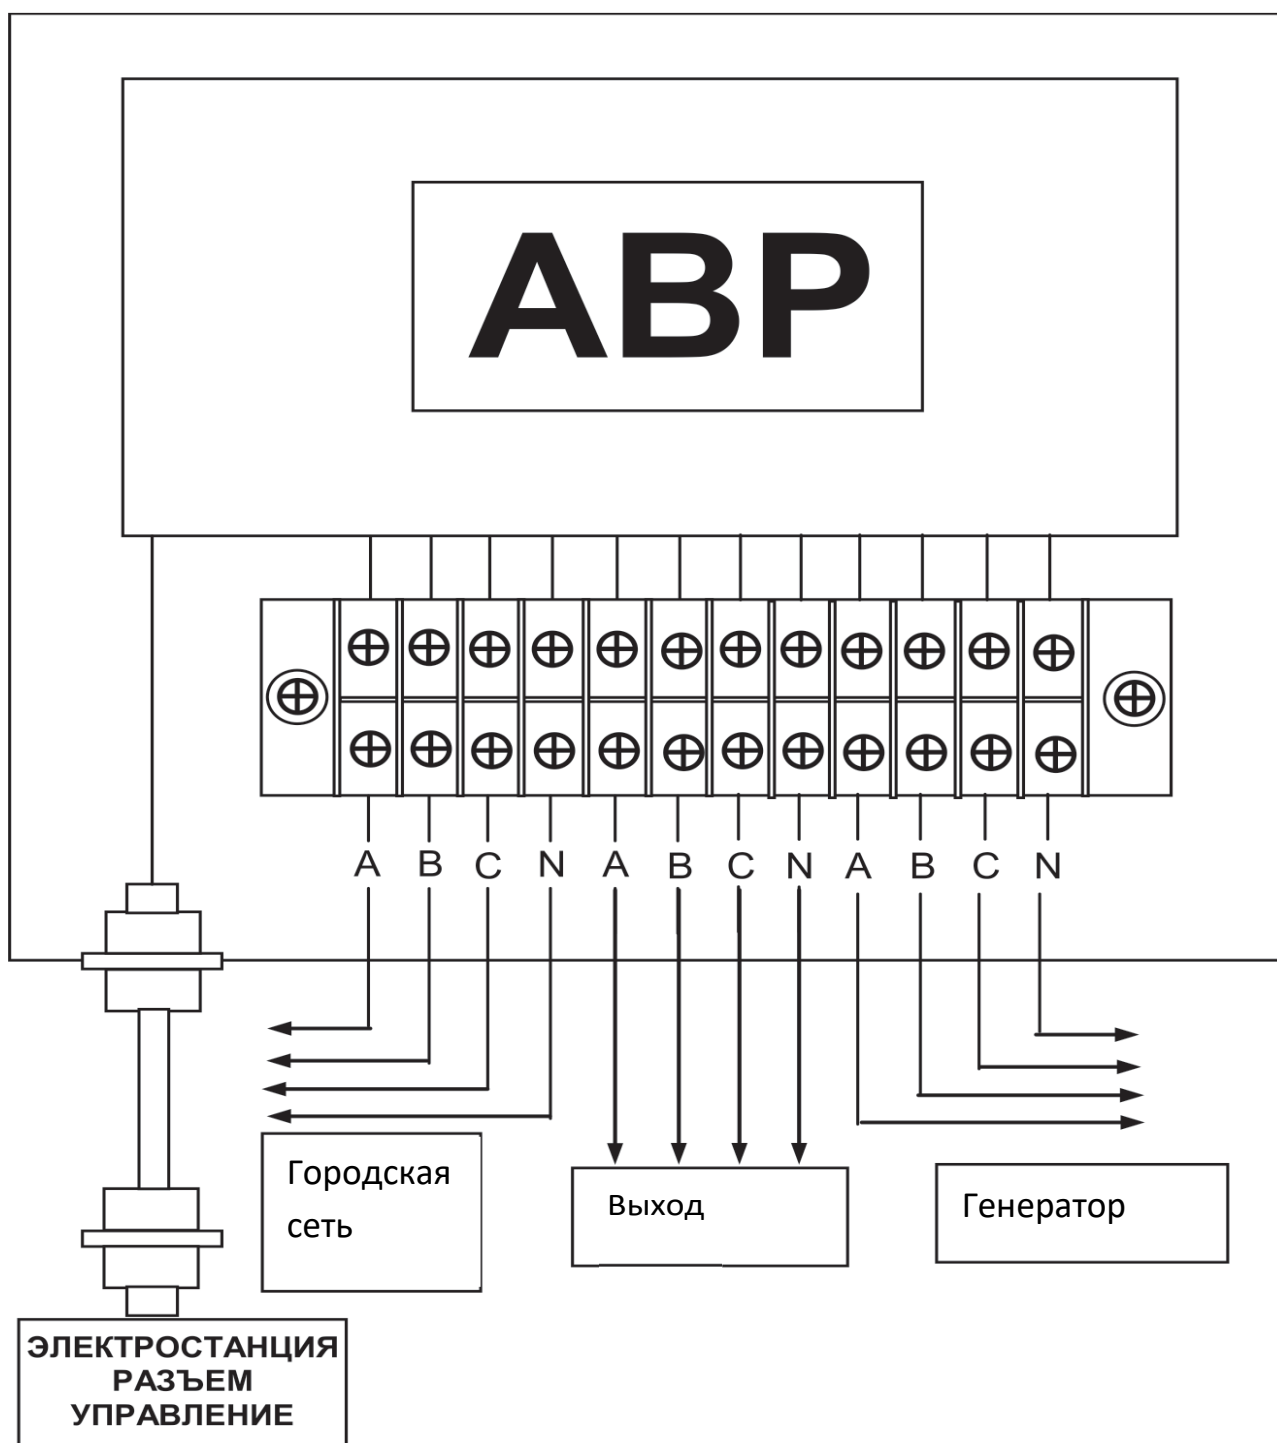 АВР
A B C N A B C N A B C N
Городская
сеть
Выход
Генератор
ЭЛЕКТРОСТАНЦИЯ
РАЗЪЕМ
УПРАВЛЕНИЕ